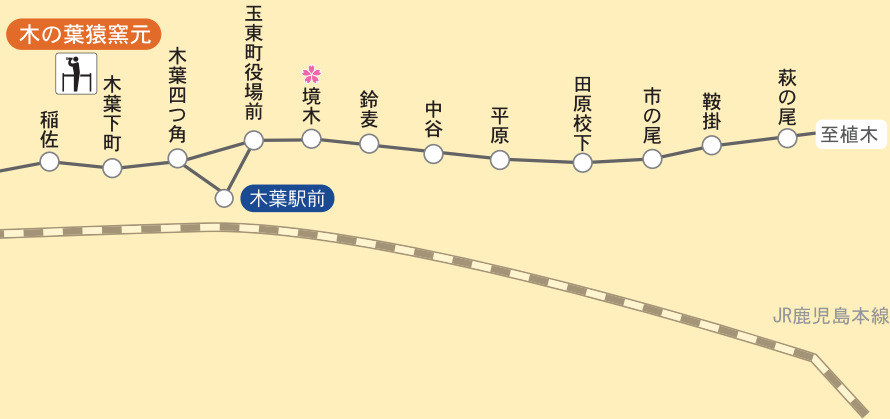 木の葉猿窯元
稲佐
木葉下町
木葉四つ角
玉東町役場前
境木
鈴麦
中谷
平原
田原校下
市の尾
鞍掛
萩の尾
至植木
木葉駅前
JR鹿児島本線